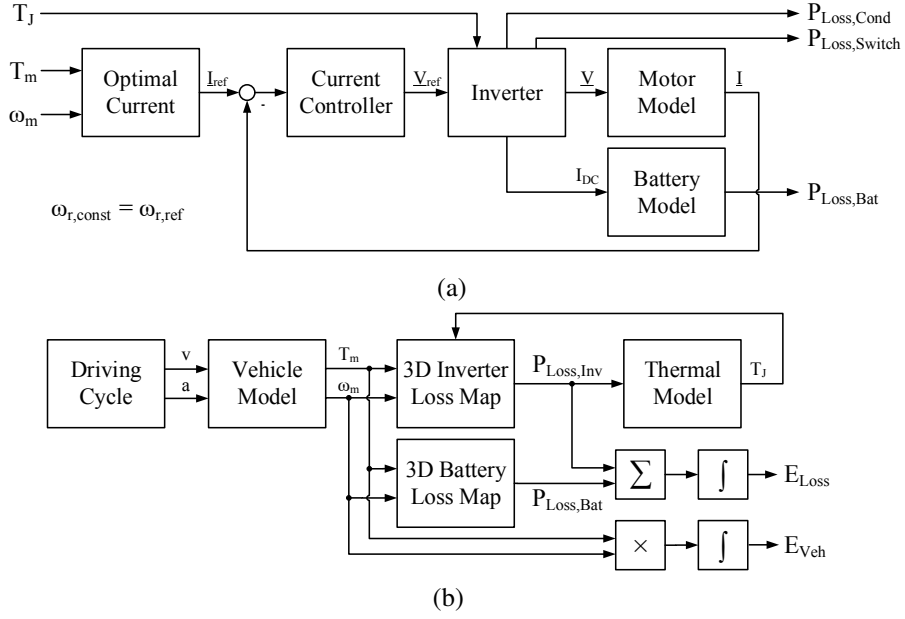 T_J
P_Loss,Cond
P_Loss,Switch
T_m
ω_m
Optimal Current
I_ref
-
Current Controller
V_ref
Inverter
V
Motor Model
I
I_DC
Battery Model
P_Loss,Bat
ω_r,const = ω_r,ref
(a)
Driving Cycle
v
a
Vehicle Model
T_m
ω_m
3D Inverter Loss Map
P_Loss,Inv
Thermal Model
T_J
3D Battery Loss Map
P_Loss,Bat
∑
∫
E_Loss
×
∫
E_Veh
(b)